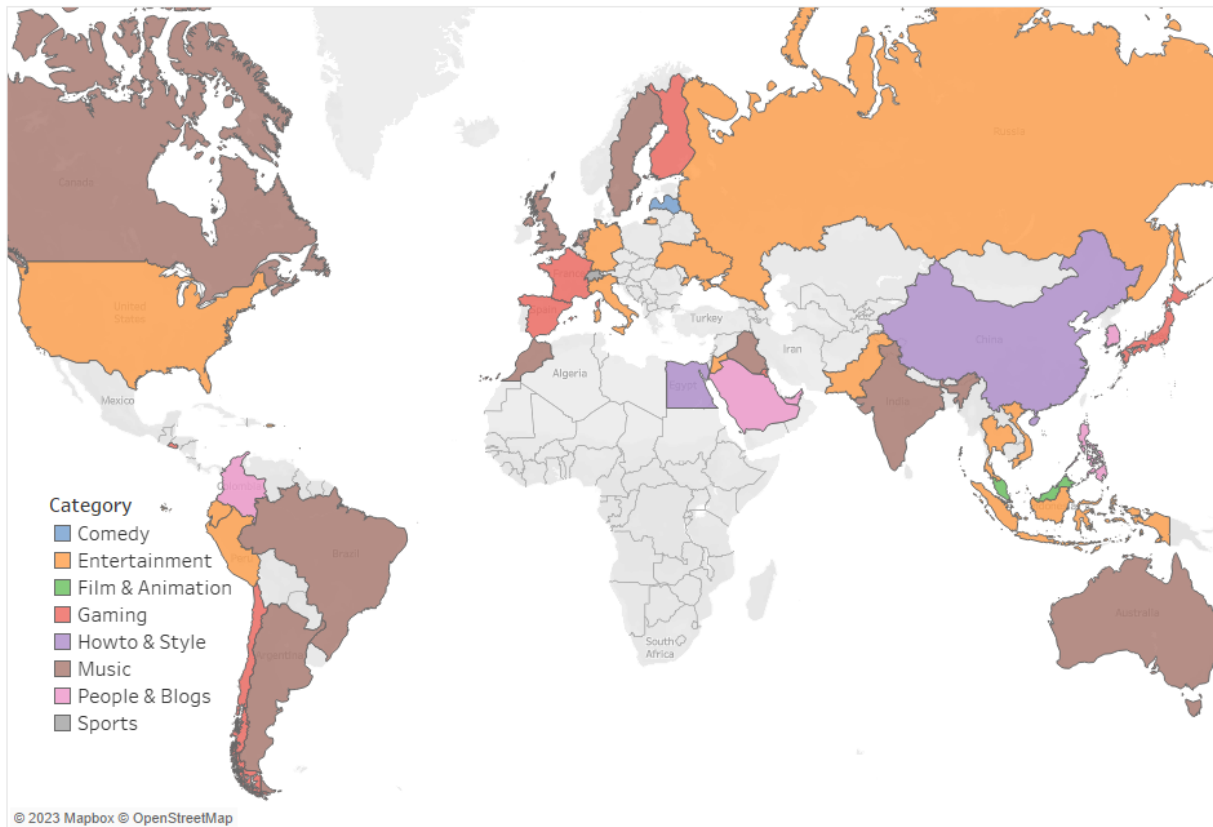 Russia
Canada
United
States
France
Spain
China
Turkey
Iran
Algeria
Egypt
India
Mexico
Colombia
Category
Comedy
Entertainment
Film & Animation
Gaming
Howto & Style
Music
People & Blogs
Sports
Peru
Brazil
Indonesia
Australia
Argentina
South
Africa
© 2023 Mapbox © OpenStreetMap